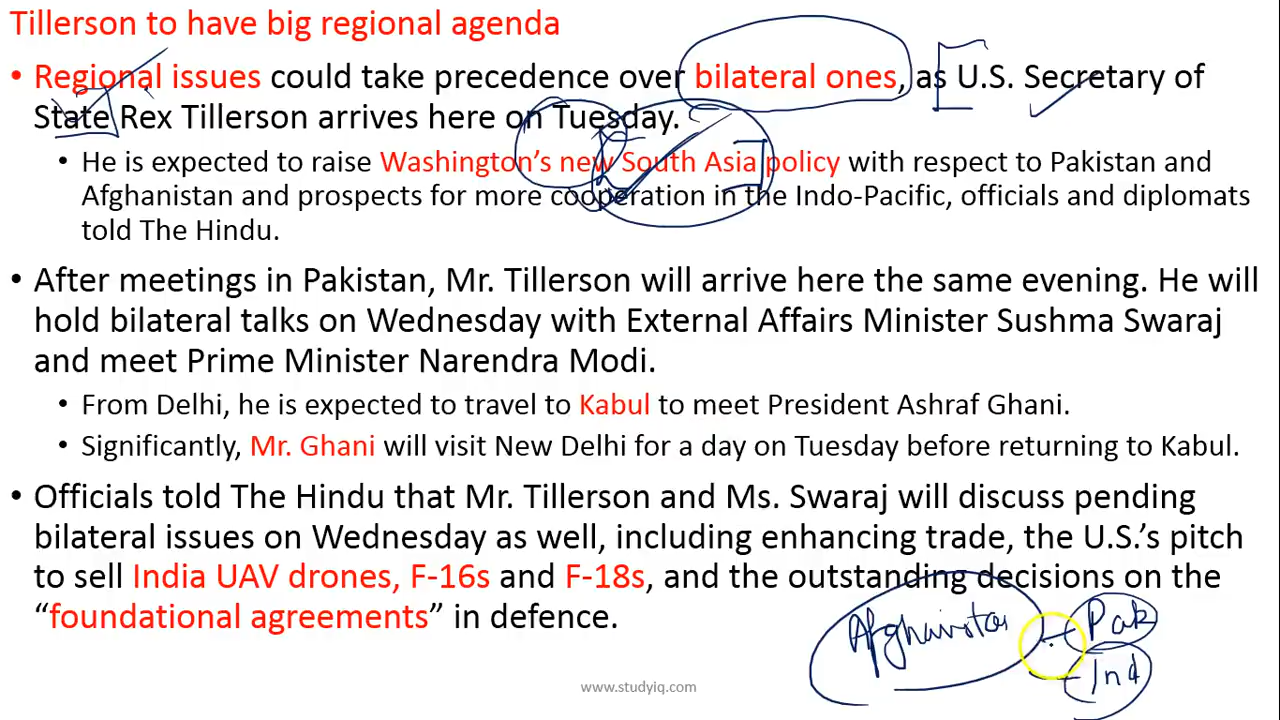 Tillerson to have big regional agenda
• Regional issues could take precedence over bilateral ones, as U.S. Secretary of
State Rex Tillerson arrives here on Tuesday.
• He is expected to raise Washington's new South Asia policy with respect to Pakistan and
Afghanistan and prospects for more cooperation in the Indo-Pacific, officials and diplomats
told The Hindu.
• After meetings in Pakistan, Mr. Tillerson will arrive here the same evening. He will
hold bilateral talks on Wednesday with External Affairs Minister Sushma Swaraj
and meet Prime Minister Narendra Modi.
• From Delhi, he is expected to travel to Kabul to meet President Ashraf Ghani.
• Significantly, Mr. Ghani will visit New Delhi for a day on Tuesday before returning to Kabul.
• Officials told The Hindu that Mr. Tillerson and Ms. Swaraj will discuss pending
bilateral issues on Wednesday as well, including enhancing trade, the U.S.'s pitch
to sell India UAV drones, F-16s and F-18s, and the outstanding decisions on the
“foundational agreements” in defence.
Pak
Ind
www.studyiq.com